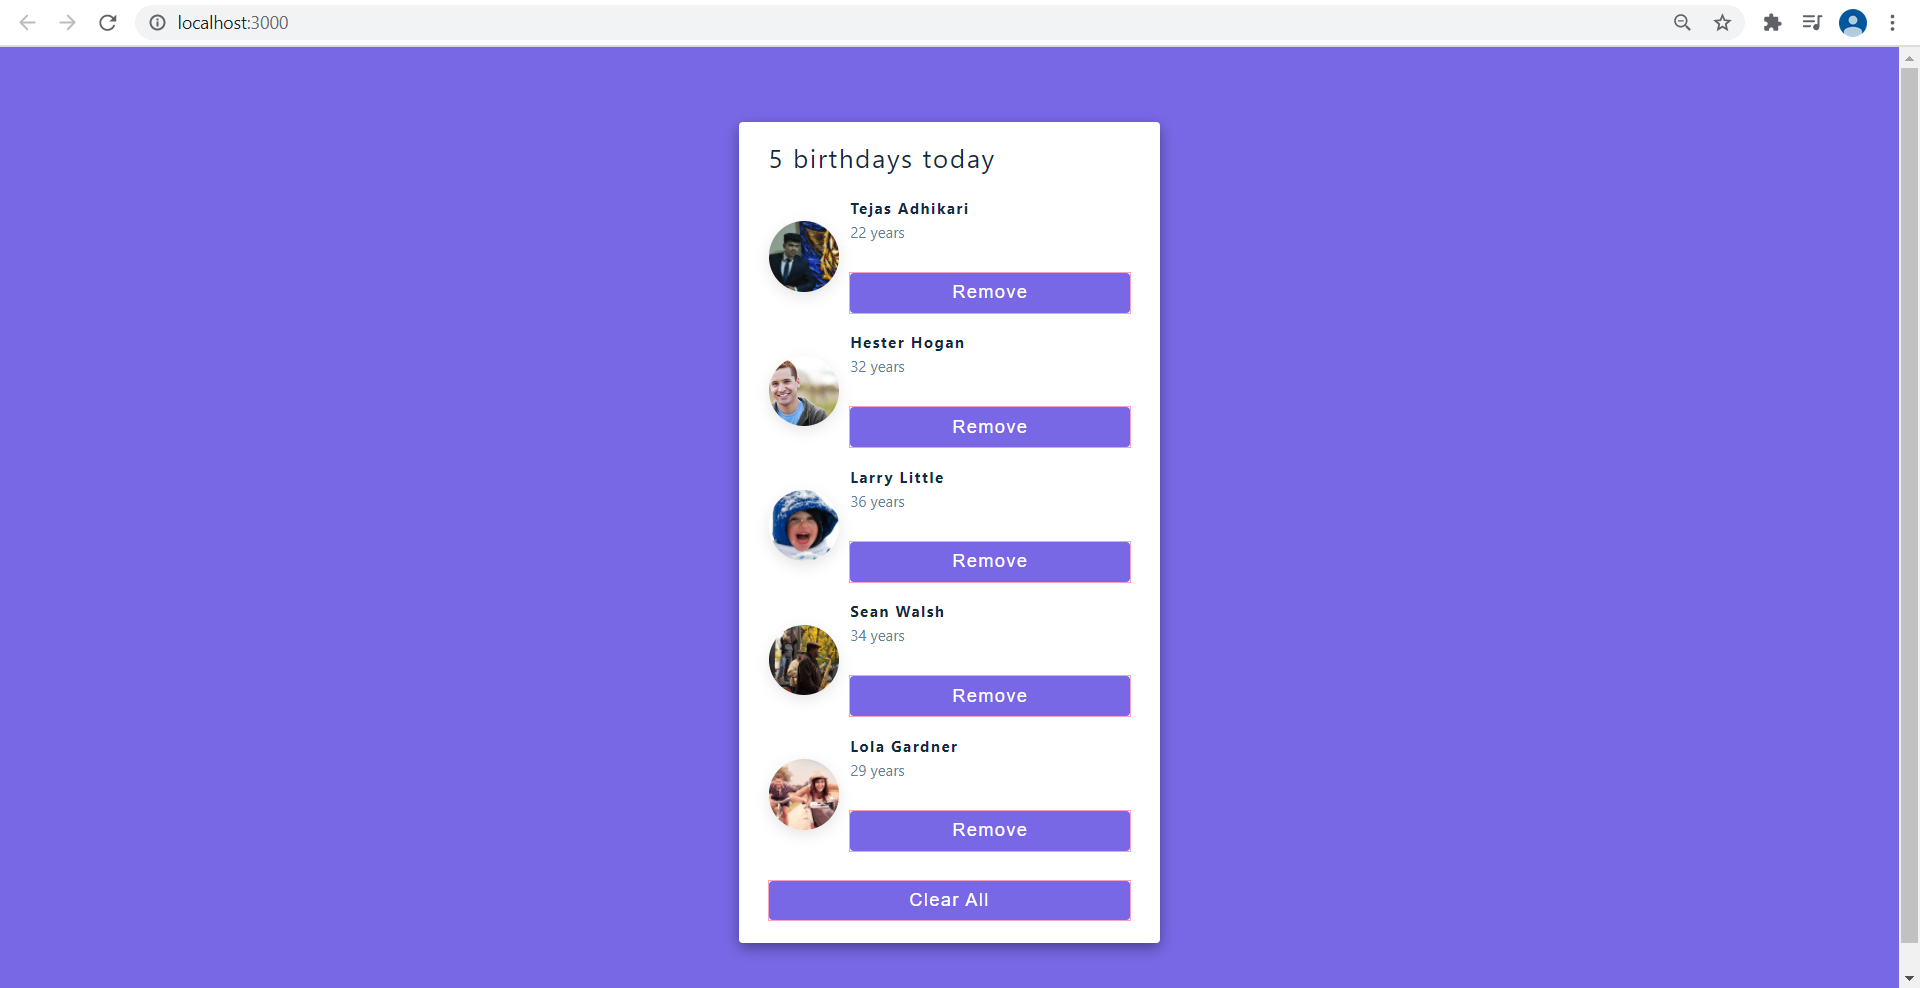 localhost:3000
5 birthdays today
Tejas Adhikari
22 years
Remove
Hester Hogan
32 years
Remove
Larry Little
36 years
Remove
Sean Walsh
34 years
Remove
Lola Gardner
29 years
Remove
Clear All